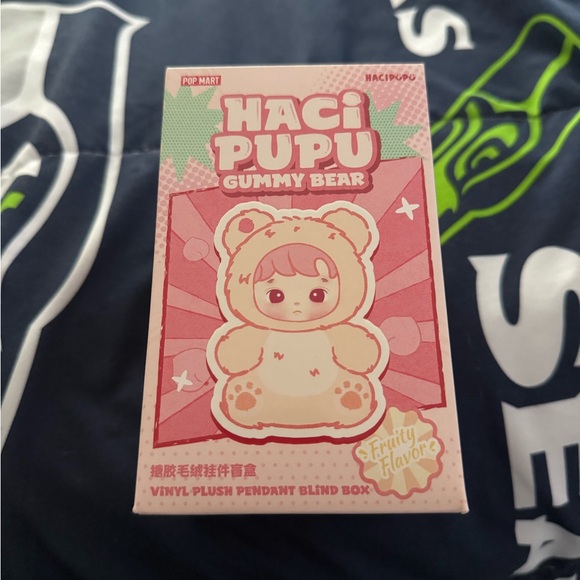 POP MART
HACIPUPU
HACI
PUPU
GUMMY BEAR
Fruity
Flavor
搪胶毛绒挂件盲盒
VINYL PLUSH PENDANT BLIND BOX
SEA